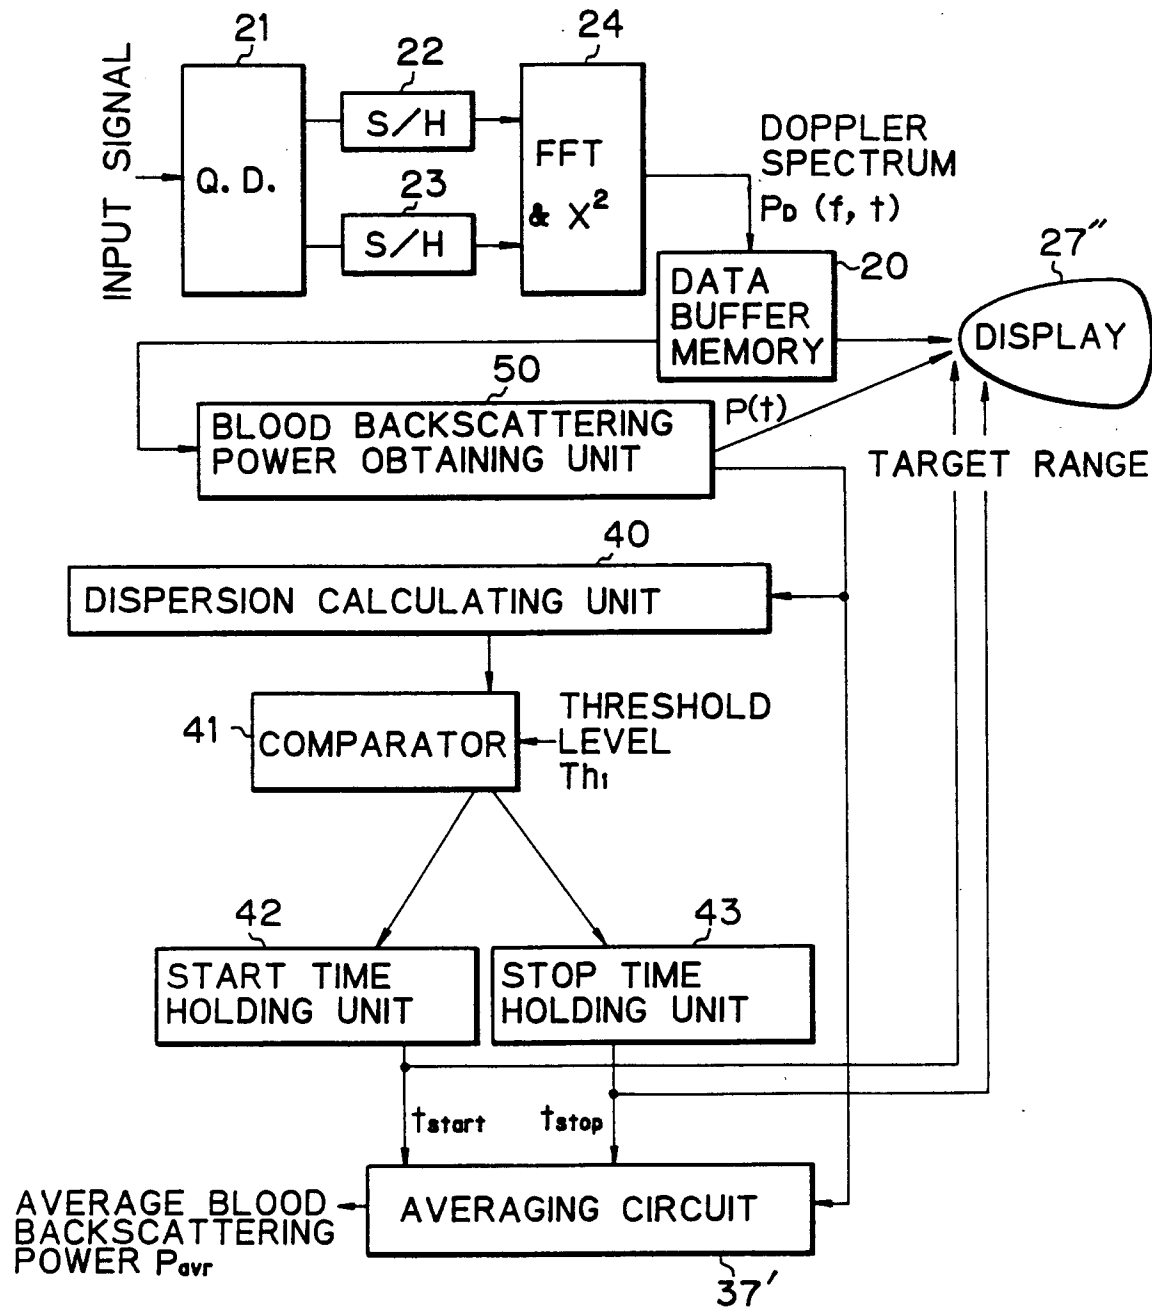 21
22
24
INPUT SIGNAL
Q. D.
S/H
23
S/H
FFT
& X²
DOPPLER
SPECTRUM
PD (f, t)
20
27″
DATA
BUFFER
MEMORY
DISPLAY
50
P(t)
BLOOD BACKSCATTERING
POWER OBTAINING UNIT
TARGET RANGE
40
DISPERSION CALCULATING UNIT
41
COMPARATOR
THRESHOLD
LEVEL
Th1
42
43
START TIME
HOLDING UNIT
STOP TIME
HOLDING UNIT
tstart
tstop
AVERAGE BLOOD
BACKSCATTERING
POWER Pavr
AVERAGING CIRCUIT
37′